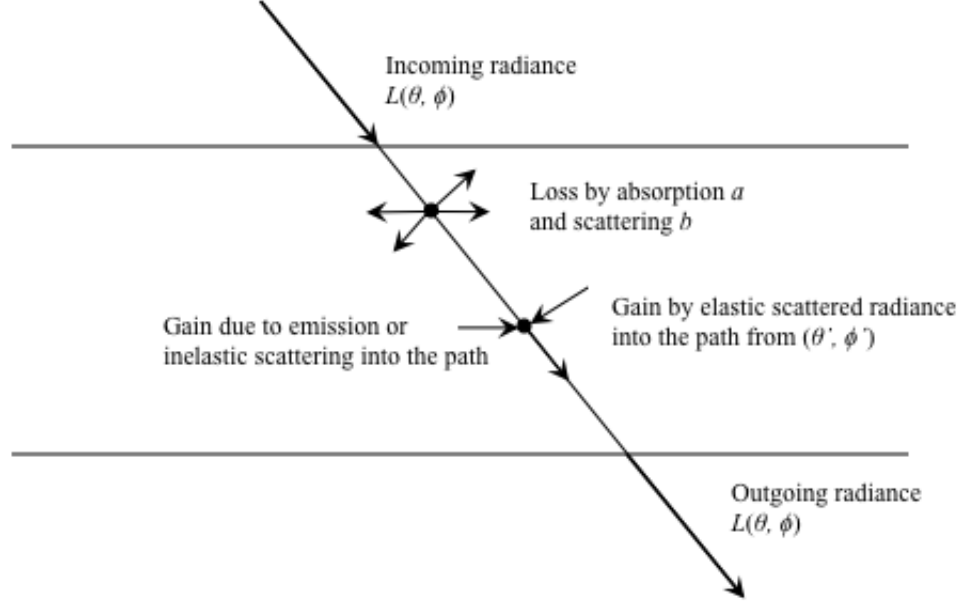 Incoming radiance
L(θ, ϕ)
Loss by absorption a
and scattering b
Gain by elastic scattered radiance
into the path from (θ', ϕ')
Gain due to emission or
inelastic scattering into the path
Outgoing radiance
L(θ, ϕ)